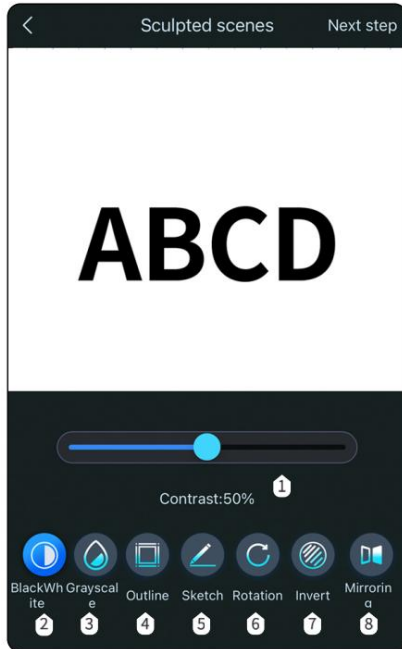 Sculpted scenes Next step
ABCD
1
Contrast:50%
BlackWh Grayscal Outline Sketch Rotation Invert Mirrorin
ite e g
2 3 4 5 6 7 8